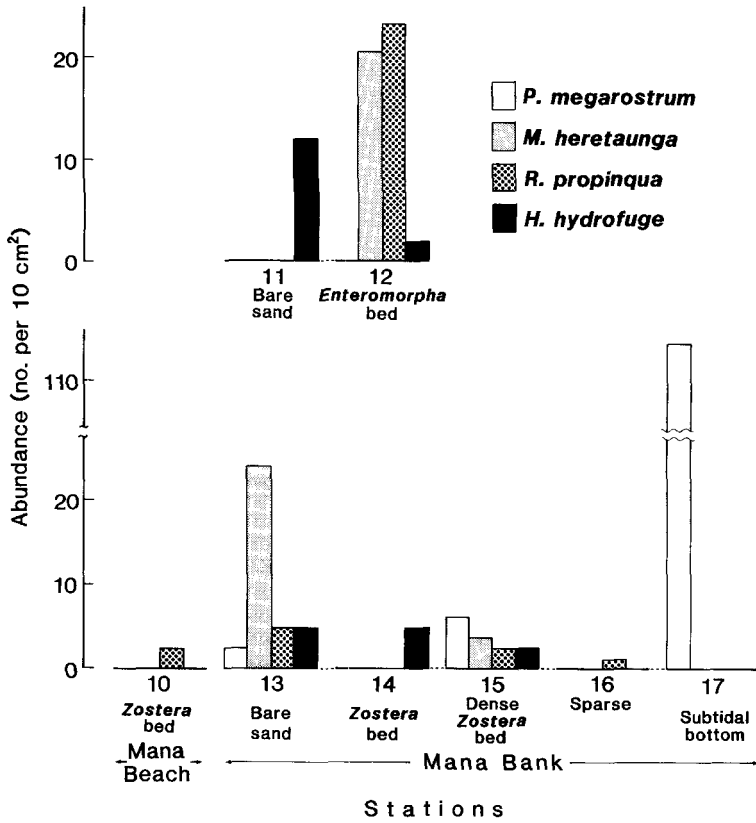 20
10
0
P. megarostrum
M. heretaunga
R. propinqua
H. hydrofuge
11
Bare
sand
12
Enteromorpha
bed
Abundance (no. per 10 cm²)
110
20
10
0
10
Zostera
bed
13
Bare
sand
14
Zostera
bed
15
Dense
Zostera
bed
16
Sparse
17
Subtidal
bottom
Mana
Beach
Mana Bank
Stations